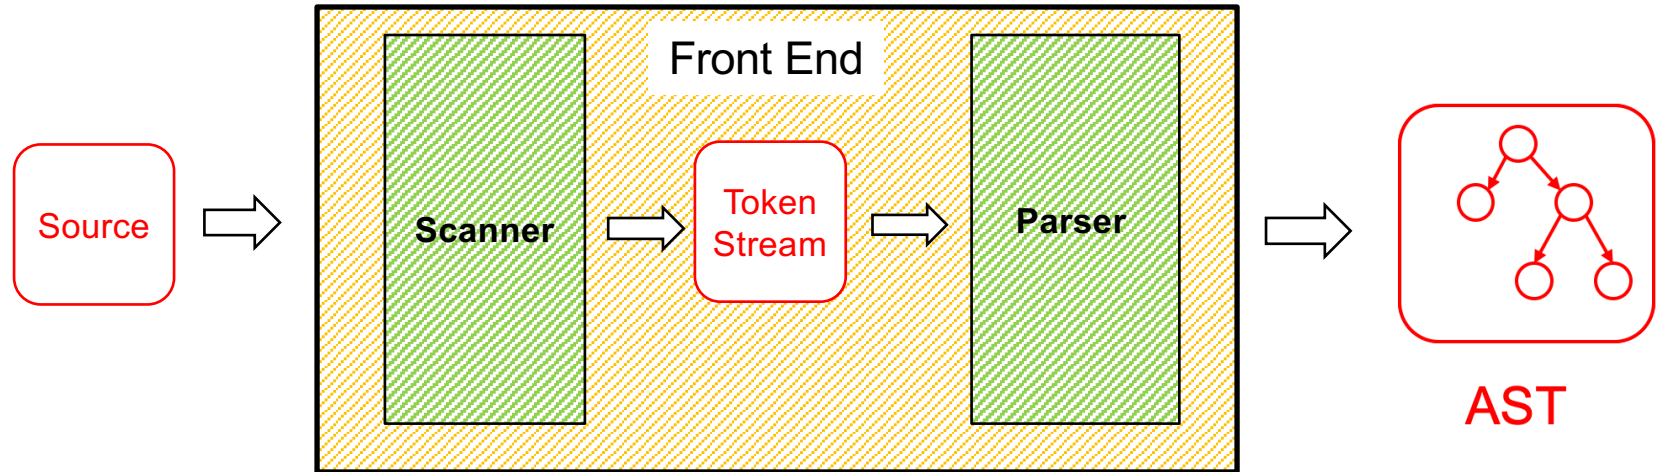 Front End
Source
Scanner
Token
Stream
Parser
AST